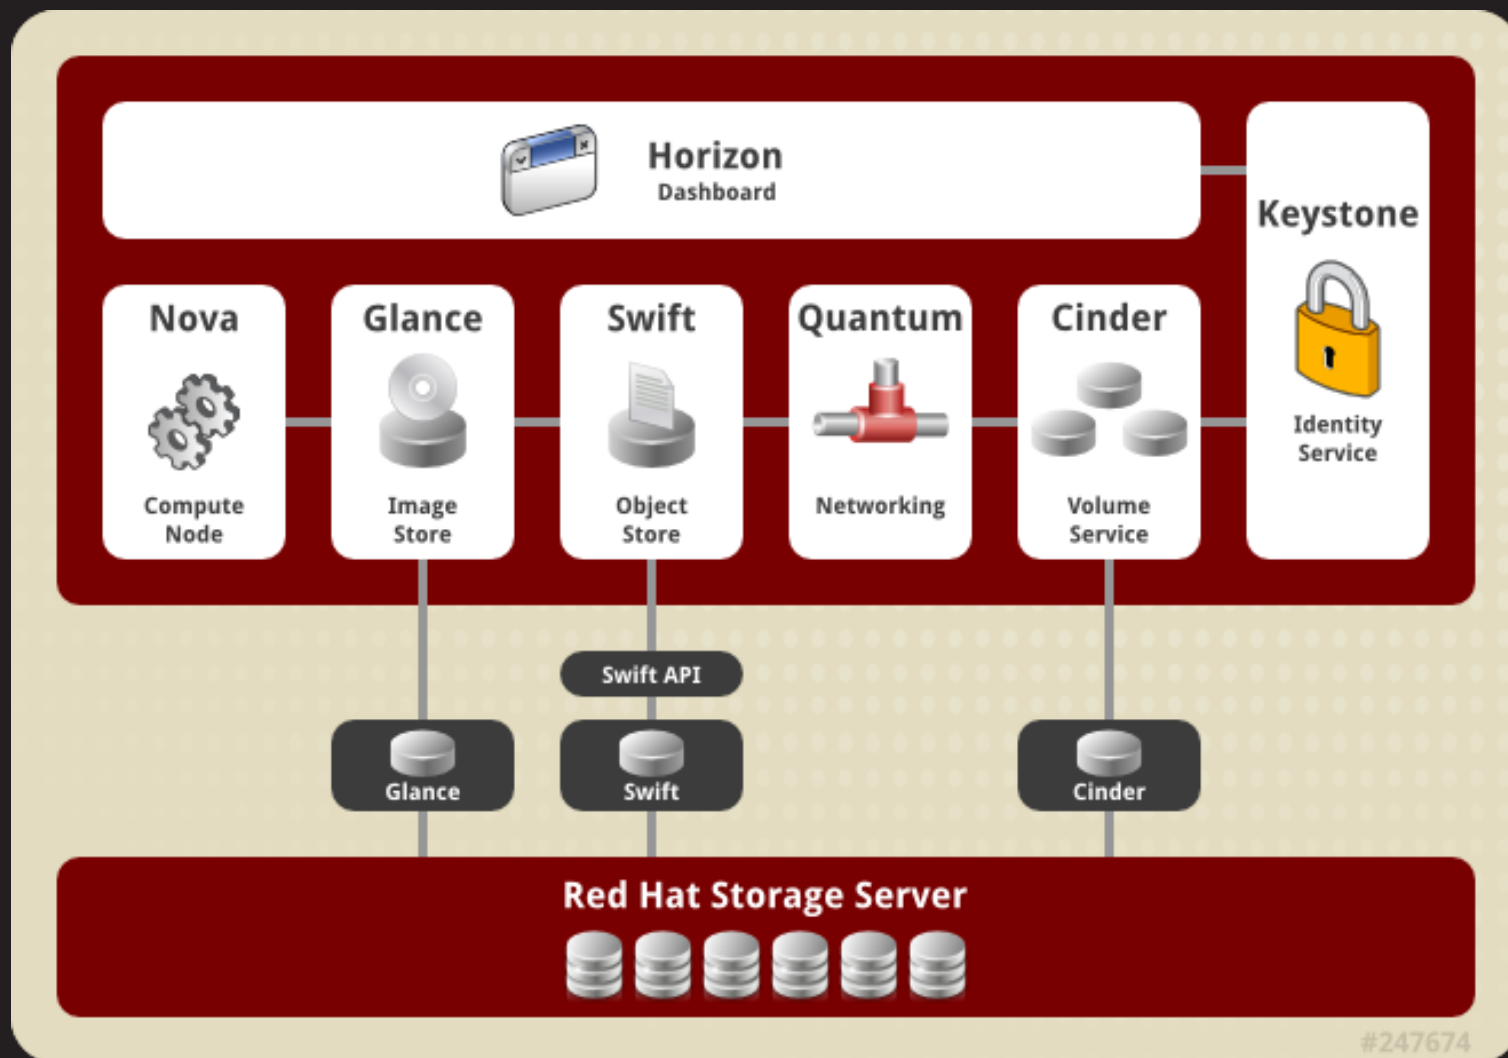 Horizon
Dashboard
Keystone
Identity
Service
Nova
Compute
Node
Glance
Image
Store
Swift
Object
Store
Quantum
Networking
Cinder
Volume
Service
Swift API
Glance
Swift
Cinder
Red Hat Storage Server
#247674